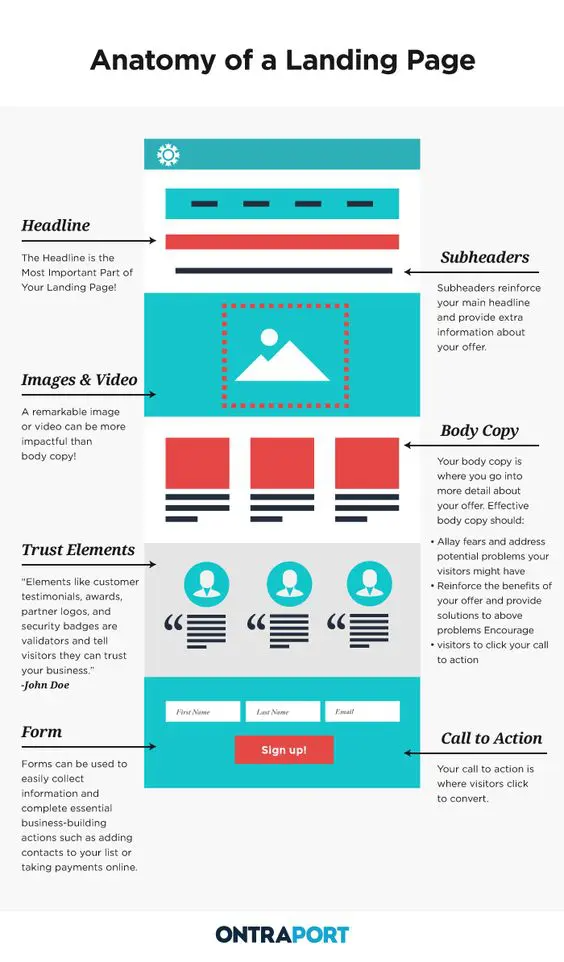 Anatomy of a Landing Page
Headline
The Headline is the
Most Important Part of
Your Landing Page!
Subheaders
Subheaders reinforce
your main headline
and provide extra
information about
your offer.
Images & Video
A remarkable image
or video can be more
impactful than
body copy!
Body Copy
Your body copy is
where you go into
more detail about
your offer. Effective
body copy should:
• Allay fears and address
potential problems your
visitors might have
• Reinforce the benefits of
your offer and provide
solutions to above
problems Encourage
• visitors to click your call
to action
Trust Elements
“Elements like customer
testimonials, awards,
partner logos, and
security badges are
validators and tell
visitors they can trust
your business.”
-John Doe
“
“
“
First Name
Last Name
Email
Sign up!
Form
Forms can be used to
easily collect
information and
complete essential
business-building
actions such as adding
contacts to your list or
taking payments online.
Call to Action
Your call to action is
where visitors click
to convert.
ONTRAPORT